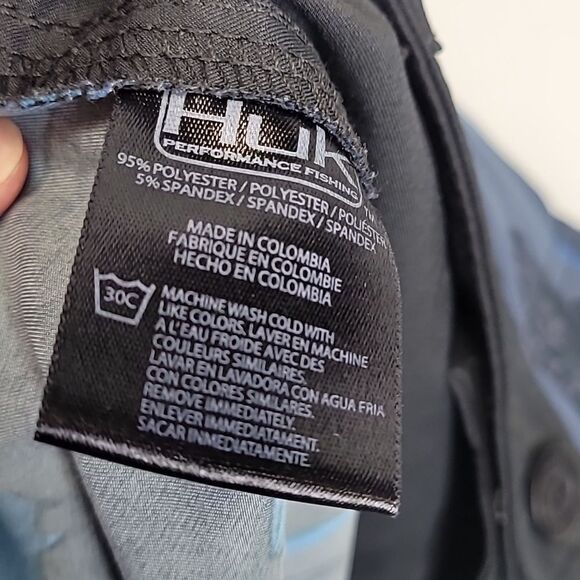 HUK
PERFORMANCE FISHING
95% POLYESTER / POLYESTER / POLIÉSTER
5% SPANDEX / SPANDEX / SPANDEX
MADE IN COLOMBIA
FABRIQUE EN COLOMBIE
HECHO EN COLOMBIA
30C
MACHINE WASH COLD WITH
LIKE COLORS, LAVER EN MACHINE
A L'EAU FROIDE AVEC DES
COULEURS SIMILAIRES.
LAVAR EN LAVADORA CON AGUA FRIA
CON COLORES SIMILARES.
REMOVE IMMEDIATELY.
ENLEVER IMMEDIATEMENT.
SACAR INMEDIATAMENTE.